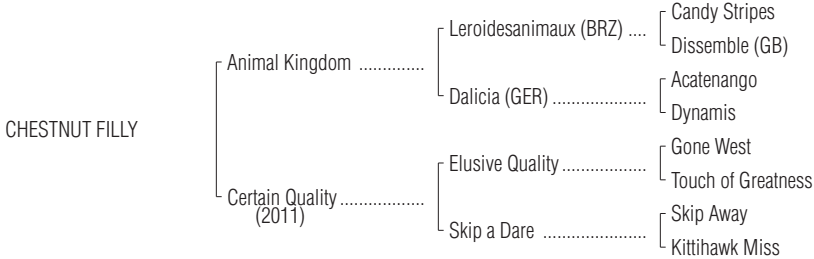 Candy Stripes
Leroidesanimaux (BRZ) ....
Dissemble (GB)
Animal Kingdom ..............
Acatenango
Dalicia (GER) .....................
Dynamis
CHESTNUT FILLY
Gone West
Elusive Quality ...................
Touch of Greatness
Certain Quality ..................
(2011)
Skip Away
Skip a Dare .......................
Kittihawk Miss